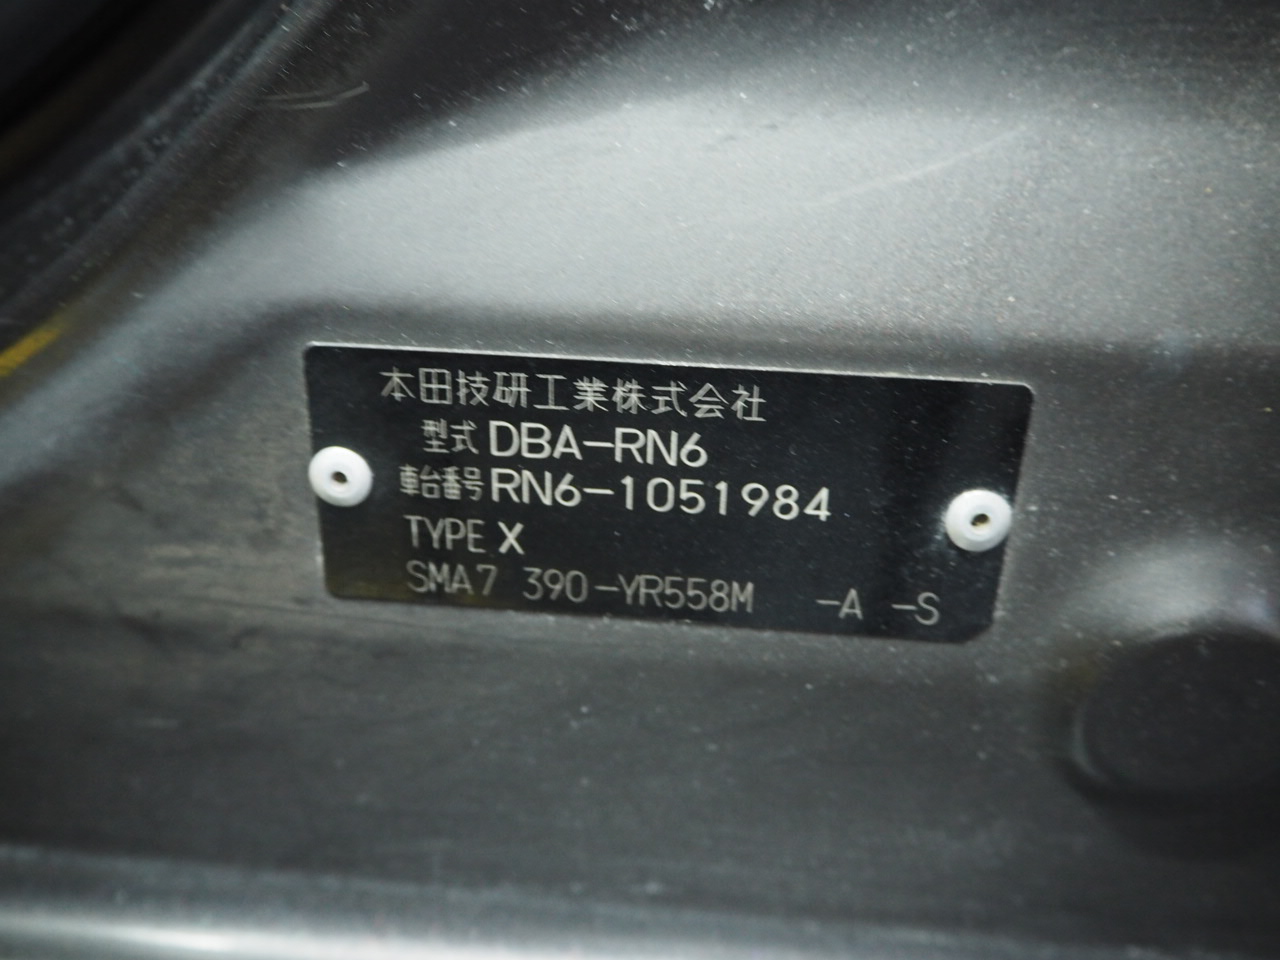 本田技研工業株式会社
型式 DBA-RN6
車台番号 RN6-1051984
TYPE X
SMA7 390-YR558M -A -S